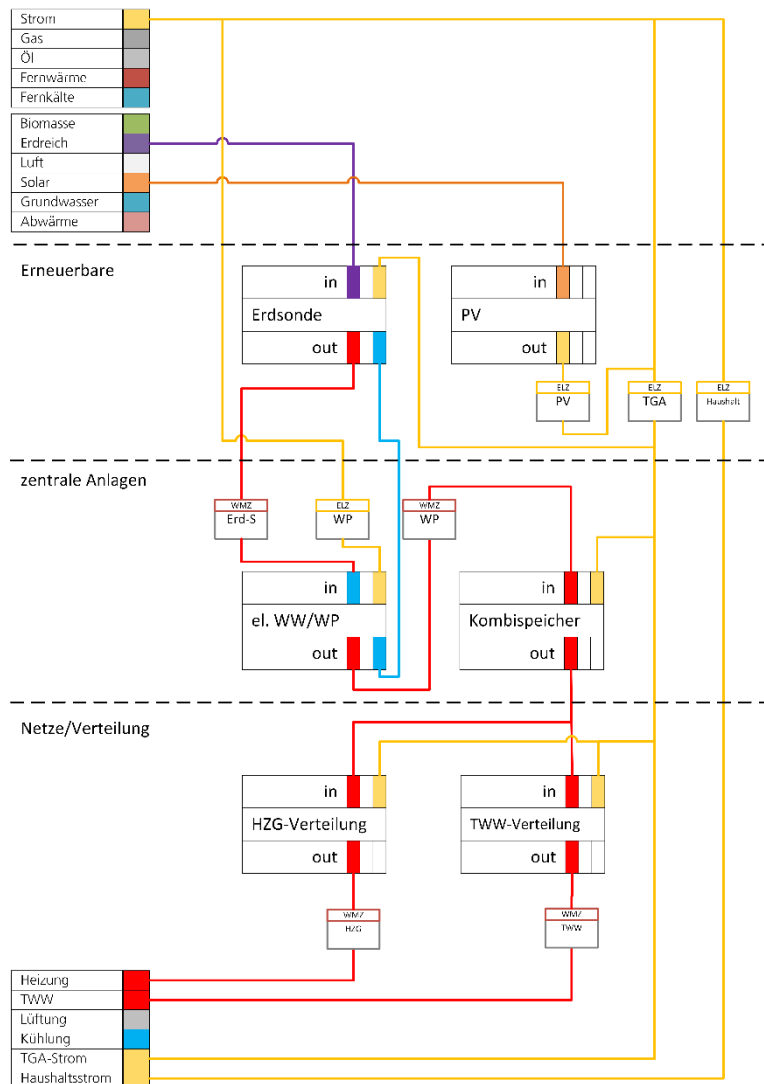 Strom
Gas
Öl
Fernwärme
Fernkälte
Biomasse
Erdreich
Luft
Solar
Grundwasser
Abwärme
Erneuerbare
in
Erdsonde
out
in
PV
out
ELZ
PV
ELZ
TGA
ELZ
Haushalt
zentrale Anlagen
WMZ
Erd-S
ELZ
WP
WMZ
WP
in
el. WW/WP
out
in
Kombispeicher
out
Netze/Verteilung
in
HZG-Verteilung
out
in
TWW-Verteilung
out
WMZ
HZG
WMZ
TWW
Heizung
TWW
Lüftung
Kühlung
TGA-Strom
Haushaltsstrom